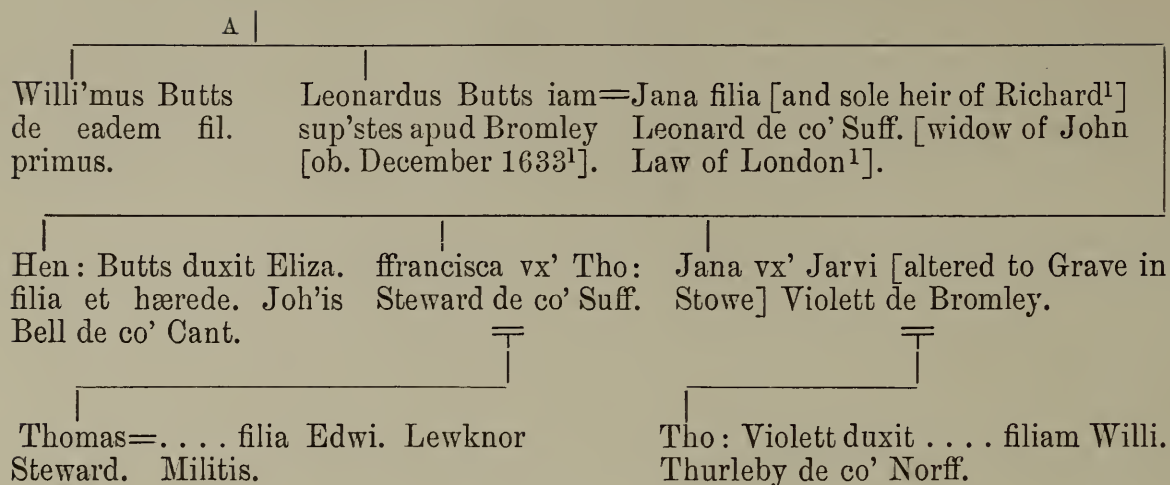 A
Willi'mus Butts
de eadem fil.
primus.
Leonardus Butts iam=Jana filia [and sole heir of Richard¹]
sup'stes apud Bromley Leonard de co' Suff. [widow of John
[ob. December 1633¹]. Law of London¹].
Hen: Butts duxit Eliza.
filia et hærede. Joh'is
Bell de co' Cant.
ffrancisca vx' Tho:
Steward de co' Suff.
Jana vx' Jarvi [altered to Grave in
Stowe] Violett de Bromley.
Thomas=. . . . filia Edwi. Lewknor
Steward. Militis.
Tho: Violett duxit . . . . filiam Willi.
Thurleby de co' Norff.